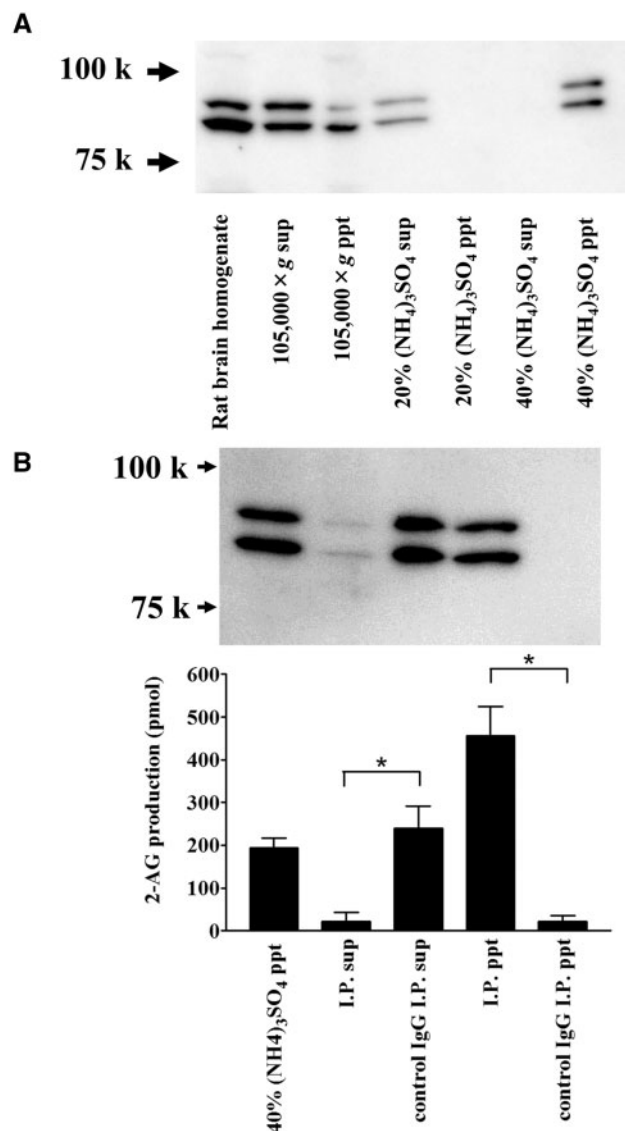 A
100 k
75 k
Rat brain homogenate
105,000 × g sup
105,000 × g ppt
20% (NH₄)₃SO₄ sup
20% (NH₄)₃SO₄ ppt
40% (NH₄)₃SO₄ sup
40% (NH₄)₃SO₄ ppt
B
100 k
75 k
2-AG production (pmol)
600
500
400
300
200
100
0
*
*
40% (NH4)₃SO₄ ppt
I.P. sup
control IgG I.P. sup
I.P. ppt
control IgG I.P. ppt